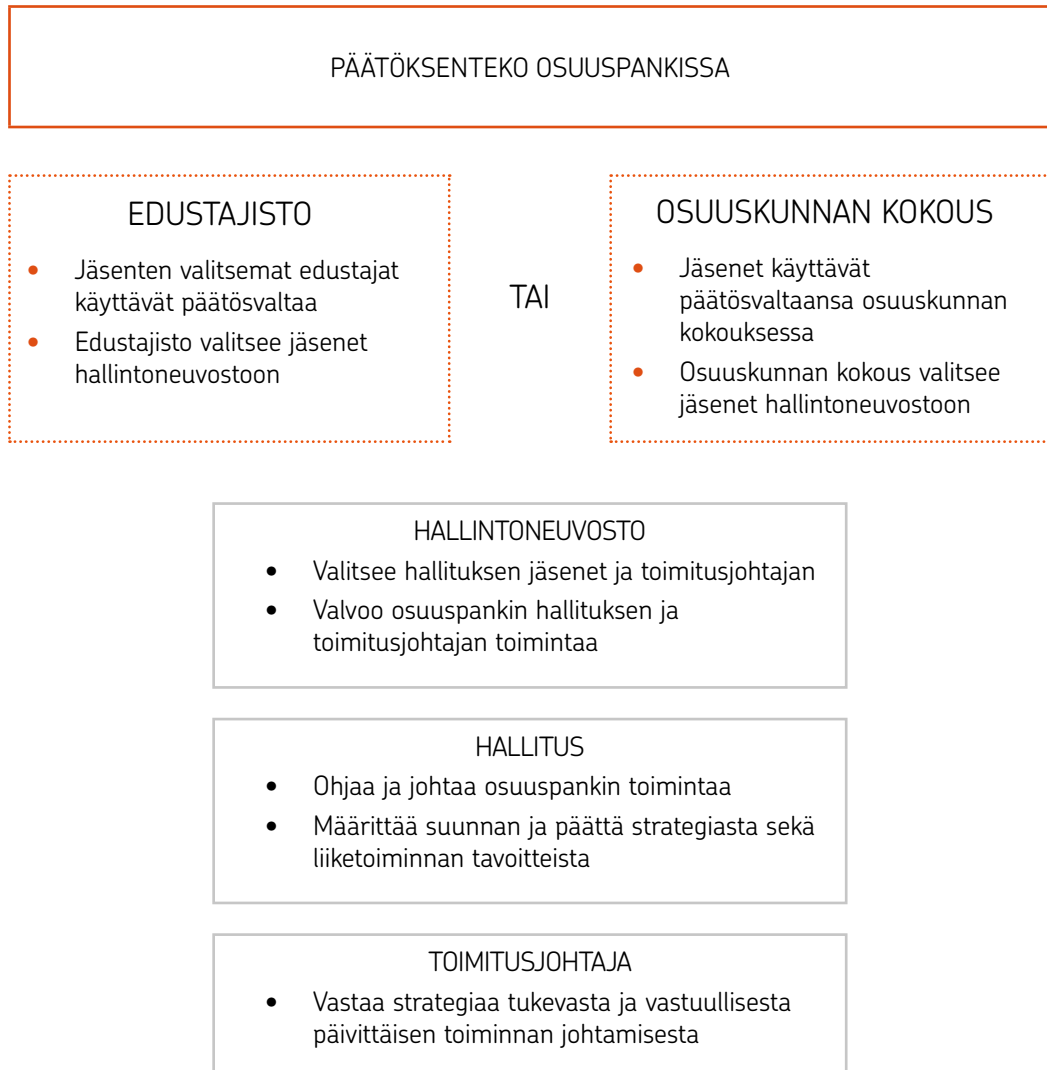 PÄÄTÖKSENTEKO OSUUSPANKISSA
EDUSTAJISTO
• Jäsenten valitsemat edustajat
käyttävät päätösvaltaa
• Edustajisto valitsee jäsenet
hallintoneuvostoon
TAI
OSUUSKUNNAN KOKOUS
• Jäsenet käyttävät
päätösvaltaansa osuuskunnan
kokouksessa
• Osuuskunnan kokous valitsee
jäsenet hallintoneuvostoon
HALLINTONEUVOSTO
• Valitsee hallituksen jäsenet ja toimitusjohtajan
• Valvoo osuuspankin hallituksen ja
toimitusjohtajan toimintaa
HALLITUS
• Ohjaa ja johtaa osuuspankin toimintaa
• Määrittää suunnan ja päättä strategiasta sekä
liiketoiminnan tavoitteista
TOIMITUSJOHTAJA
• Vastaa strategiaa tukevasta ja vastuullisesta
päivittäisen toiminnan johtamisesta